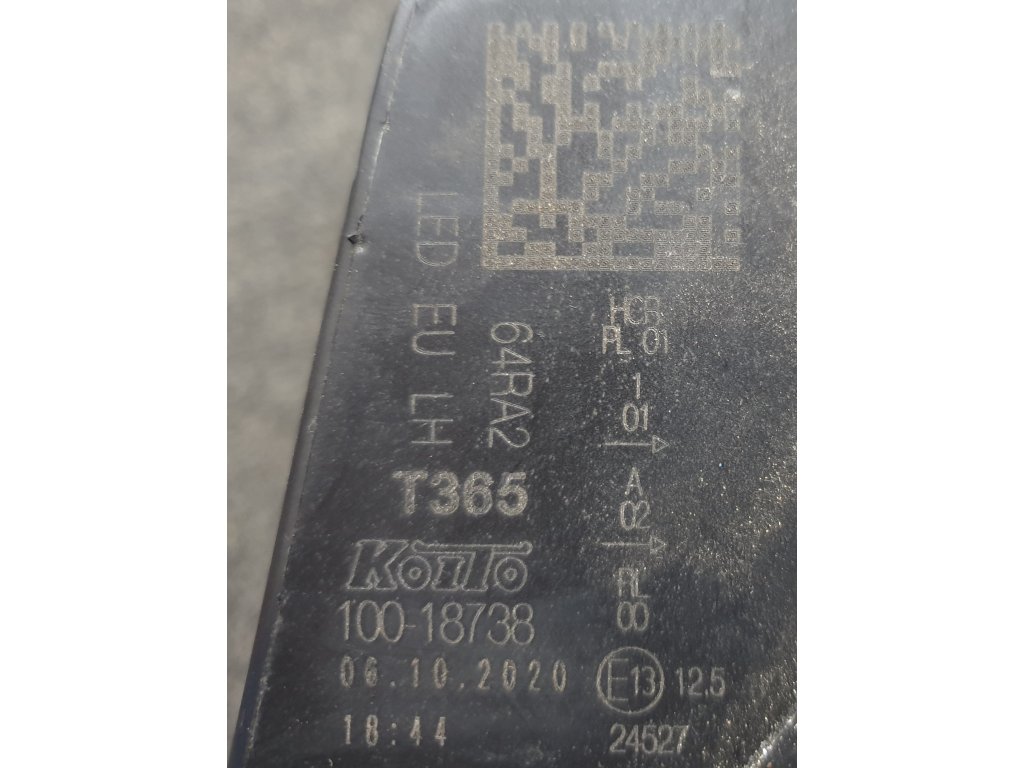 LED EU LH
64RA2
T365
KOITO
100-18738
06.10.2020
18:44
HCR
PL 01
1
01
A
02
RL
00
E13 12.5
24527